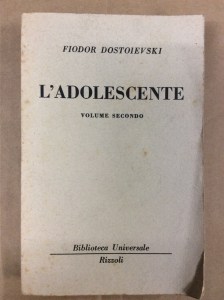 FIODOR DOSTOIEVSKI
L'ADOLESCENTE
VOLUME SECONDO
Biblioteca Universale
Rizzoli